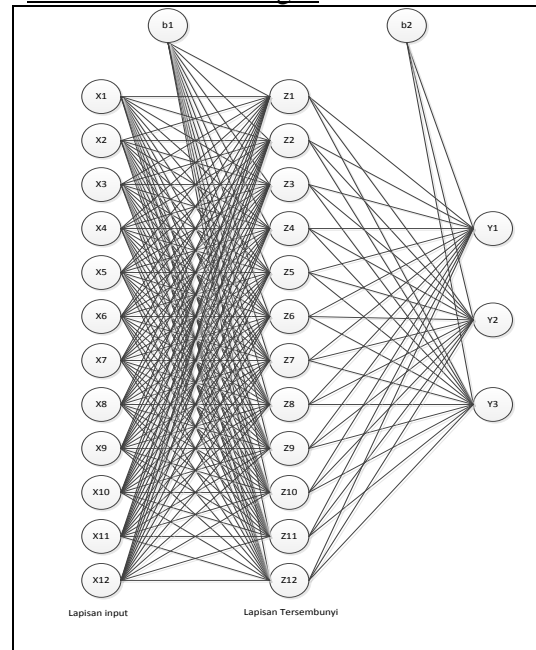 b1 b2
X1 Z1
X2 Z2
X3 Z3
X4 Z4 Y1
X5 Z5
X6 Z6 Y2
X7 Z7
X8 Z8 Y3
X9 Z9
X10 Z10
X11 Z11
X12 Z12
Lapisan input Lapisan Tersembunyi